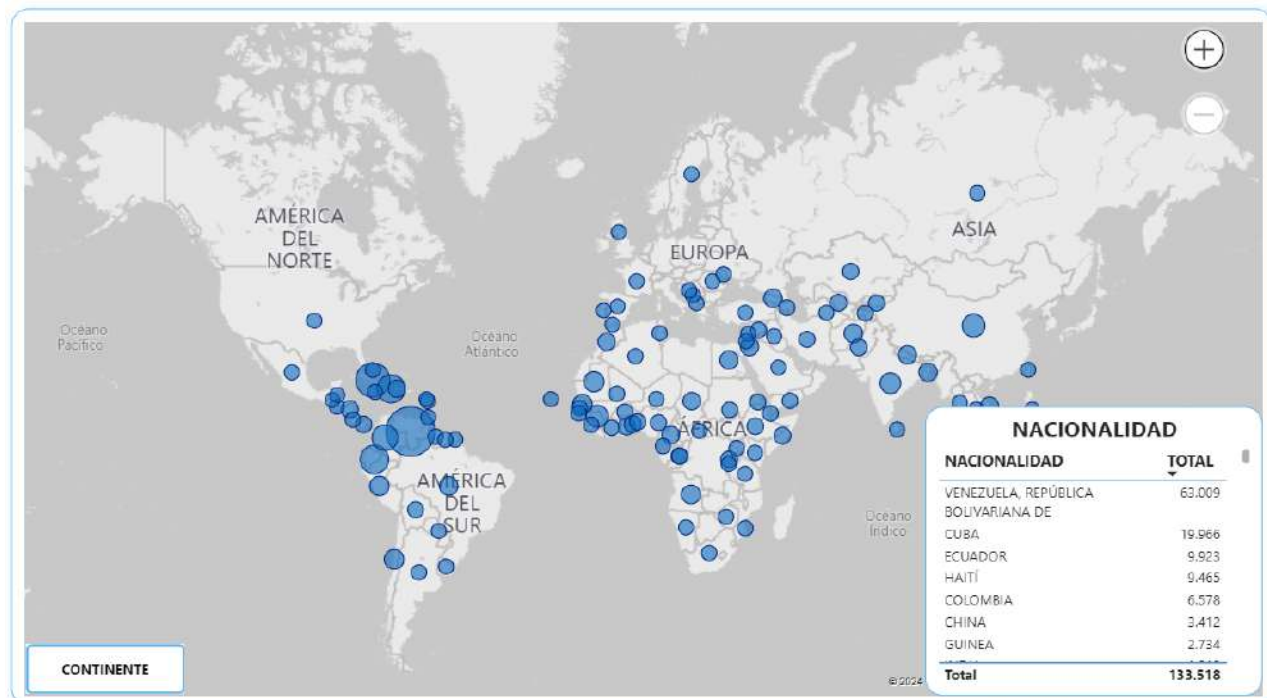 AMÉRICA
DEL
NORTE
EUROPA
ASIA
Océano
Pacífico
Océano
Atlántico
ÁFRICA
AMÉRICA
DEL
SUR
Océano
Índico
NACIONALIDAD
NACIONALIDAD TOTAL
VENEZUELA, REPÚBLICA 63.009
BOLIVARIANA DE
CUBA 19.966
ECUADOR 9.923
HAITÍ 9.465
COLOMBIA 6.578
CHINA 3.412
GUINEA 2.734
Total 133.518
CONTINENTE
© 2024